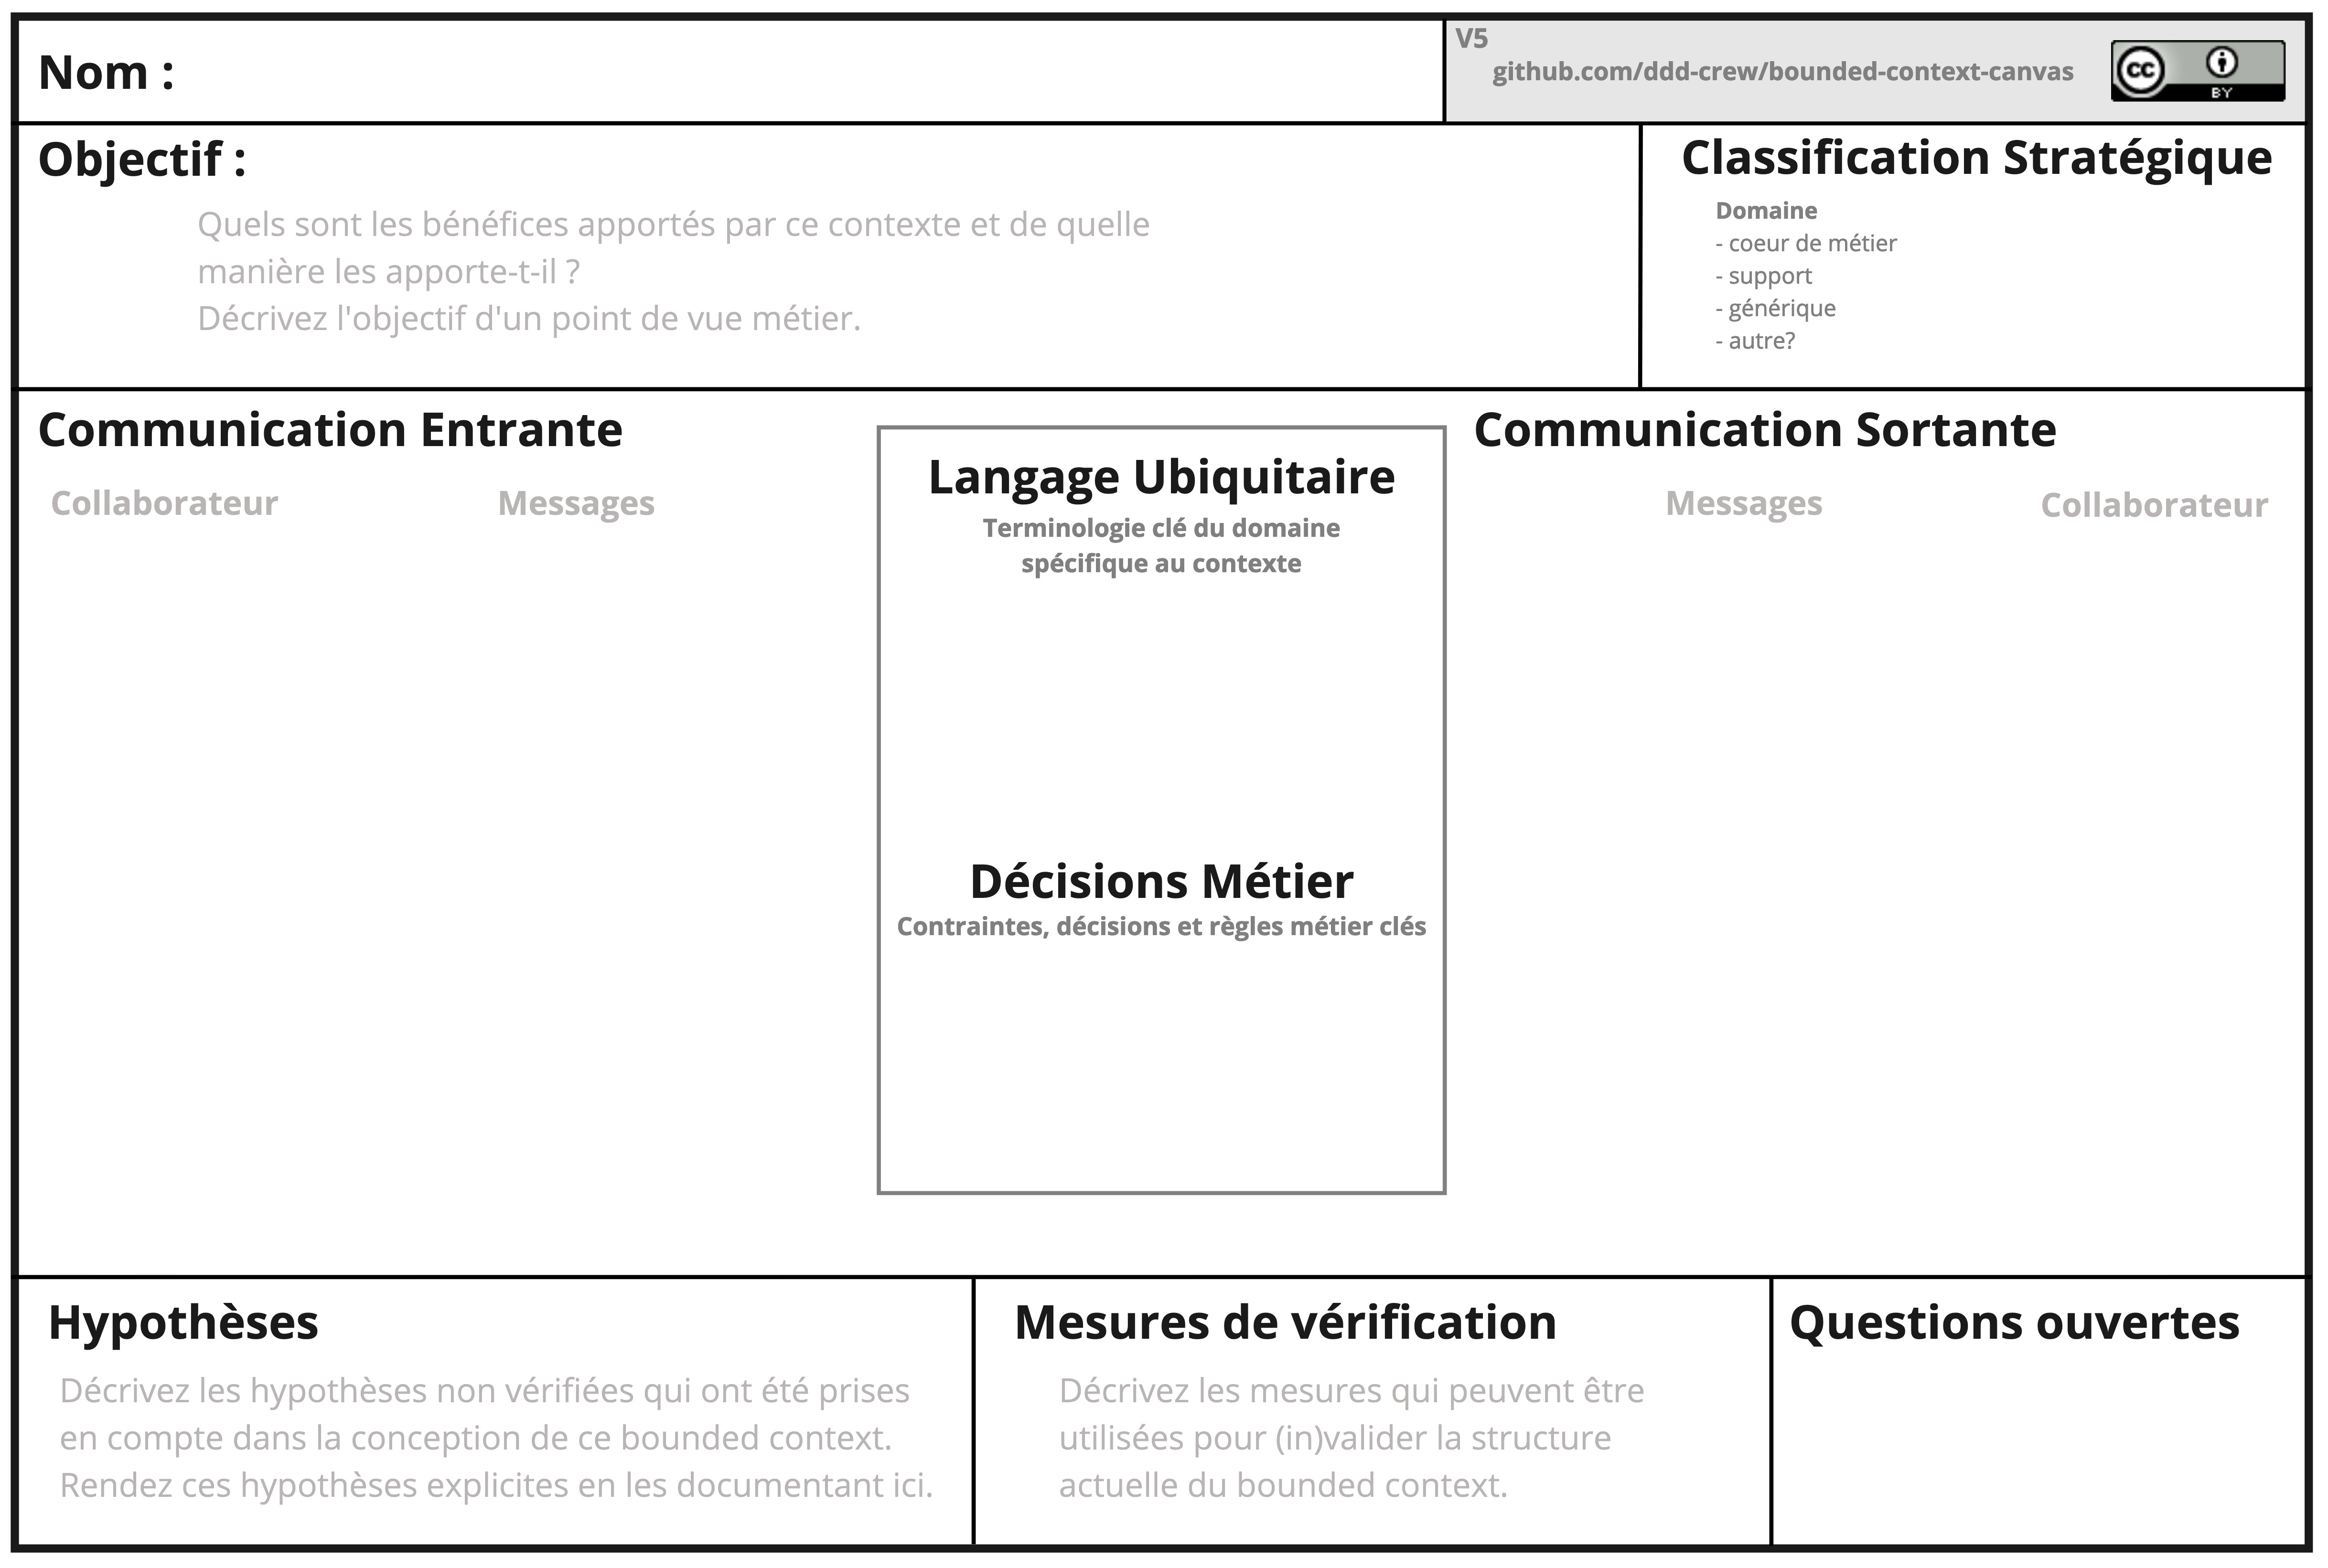 Nom :
V5
github.com/ddd-crew/bounded-context-canvas
cc
BY
Objectif :
Quels sont les bénéfices apportés par ce contexte et de quelle
manière les apporte-t-il ?
Décrivez l'objectif d'un point de vue métier.
Classification Stratégique
Domaine
- coeur de métier
- support
- générique
- autre?
Communication Entrante
Collaborateur
Messages
Langage Ubiquitaire
Terminologie clé du domaine
spécifique au contexte
Décisions Métier
Contraintes, décisions et règles métier clés
Communication Sortante
Messages
Collaborateur
Hypothèses
Décrivez les hypothèses non vérifiées qui ont été prises
en compte dans la conception de ce bounded context.
Rendez ces hypothèses explicites en les documentant ici.
Mesures de vérification
Décrivez les mesures qui peuvent être
utilisées pour (in)valider la structure
actuelle du bounded context.
Questions ouvertes